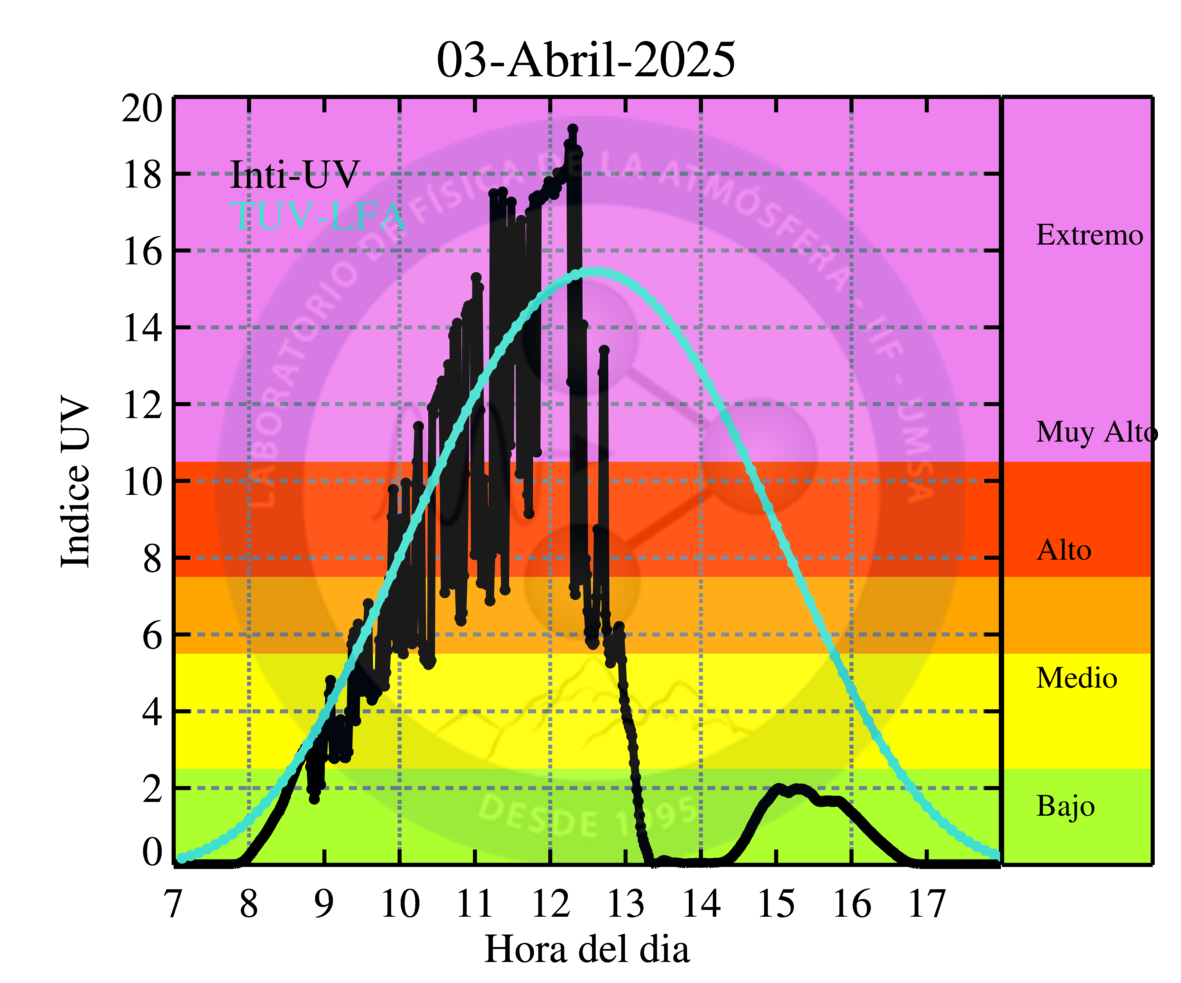 03-Abril-2025
20
18
16
14
12
10
8
6
4
2
0
Indice UV
Inti-UV
TUV-LFA
LABORATORIO DE FÍSICA DE LA ATMÓSFERA - IIF - UMSA
DESDE 1995
Extremo
Muy Alto
Alto
Medio
Bajo
7 8 9 10 11 12 13 14 15 16 17
Hora del dia